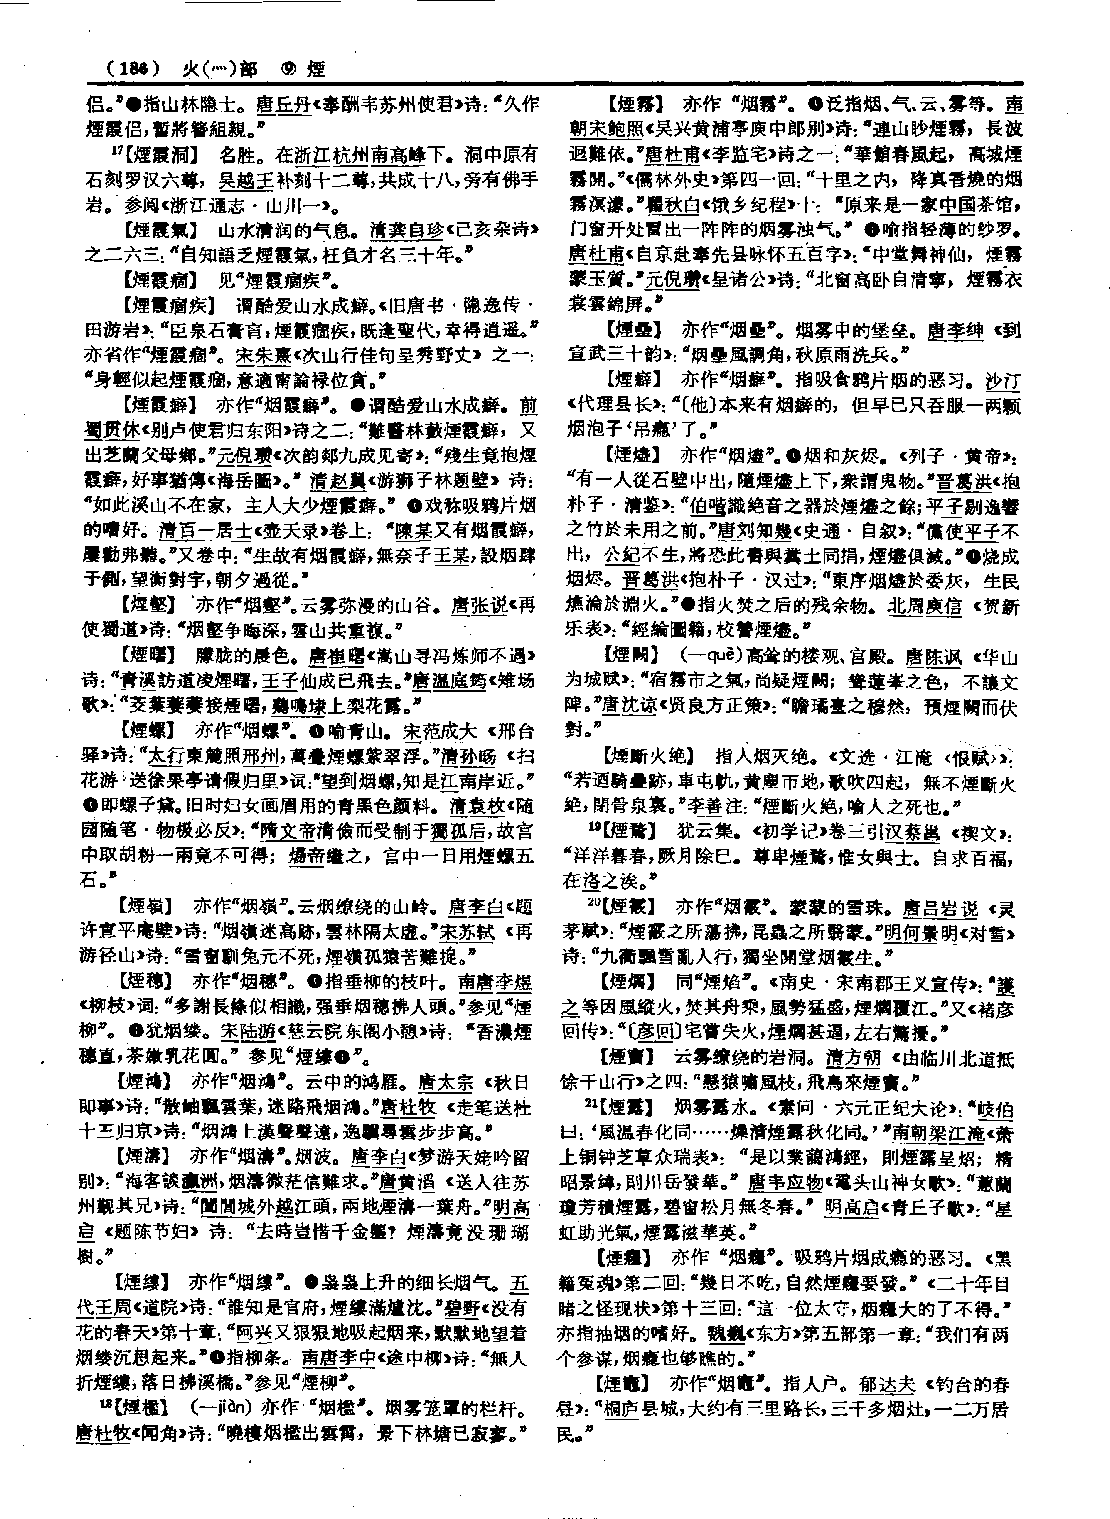 （186） 火(灬)部 ⑨ 煙
侣。”❸指山林隐士。唐丘丹《奉酬韦苏州使君》诗：“久作
煙霞侣，暫將簪組親。”
17【煙霞洞】 名胜。在浙江杭州南高峰下。洞中原有
石刻罗汉六尊，吴越王补刻十二尊，共成十八，旁有佛手
岩。参阅《浙江通志·山川一》。
【煙霞氣】 山水清润的气息。清龚自珍《己亥杂诗》
之二六三：“自知語乏煙霞氣，枉負才名三十年。”
【煙霞痼】 见“煙霞痼疾”。
【煙霞痼疾】 谓酷爱山水成癖。《旧唐书·隐逸传·
田游岩》：“臣泉石膏肓，煙霞痼疾，既逢聖代，幸得逍遥。”
亦省作“煙霞痼”。宋朱熹《次山行佳句呈秀野丈》之一：
“身輕似起煙霞痼，意適甯論禄位貪。”
【煙霞癖】 亦作“烟霞癖”。❶谓酷爱山水成癖。前
蜀贯休《别卢使君归东阳》诗之二：“難醫林藪煙霞癖，又
出芝蘭父母鄉。”元倪瓒《次韵郯九成见寄》：“殘生竟抱煙
霞癖，好事猶傳《海岳圖》。”清赵翼《游狮子林题壁》诗：
“如此溪山不在家，主人大少煙霞癖。”❷戏称吸鸦片烟
的嗜好。清百一居士《壶天录》卷上：“陳某又有烟霞癖，
屢勸弗聽。”又卷中：“生故有烟霞癖，無奈子王某，設烟肆
于側，望衡對宇，朝夕過從。”
【煙壑】 亦作“烟壑”。云雾弥漫的山谷。唐张说《再
使蜀道》诗：“烟壑争晦深，雲山共重複。”
【煙曙】 朦胧的晨色。唐崔曙《嵩山寻冯炼师不遇》
诗：“青溪訪道凌煙曙，王子仙成已飛去。”唐温庭筠《雉场
歌》：“茭葉萋萋接煙曙，鷄鳴埭上梨花露。”
【煙螺】 亦作“烟螺”。❶喻青山。宋范成大《邢台
驿》诗：“太行東麓照邢州，萬疊煙螺紫翠浮。”清孙旸《扫
花游·送徐果亭请假归里》词：“望到烟螺，知是江南岸近。”
❷即螺子黛。旧时妇女画眉用的青黑色颜料。清袁枚《随
园随笔·物极必反》：“隋文帝清儉而受制于獨孤后，故宫
中取胡粉一兩竟不可得；煬帝繼之，宫中一日用煙螺五
石。”
【煙嶺】 亦作“烟嶺”。云烟缭绕的山岭。唐李白《题
许宣平庵壁》诗：“烟嶺迷高跡，雲林隔太虚。”宋苏轼《再
游径山》诗：“雪窗馴兔元不死，煙嶺孤猿苦難捉。”
【煙穗】 亦作“烟穗”。❶指垂柳的枝叶。南唐李煜
《柳枝》词：“多謝長條似相識，强垂烟穗拂人頭。”参见“煙
柳”。❷犹烟缕。宋陆游《慈云院东阁小憩》诗：“香濃煙
穗直，茶嫩乳花圓。”参见“煙缕❶”。
【煙鸿】 亦作“烟鸿”。云中的鸿雁。唐太宗《秋日
即事》诗：“散岫飄雲葉，迷路飛烟鴻。”唐杜牧《走笔送杜
十三归京》诗：“烟鴻上漢聲聲遠，逸驥尋雲步步高。”
【煙濤】 亦作“烟濤”。烟波。唐李白《梦游天姥吟留
别》：“海客談瀛洲，烟濤微茫信難求。”唐黄滔《送人往苏
州觐其兄》诗：“閶閭城外越江頭，兩地煙濤一葉舟。”明高
启《题陈节妇》诗：“去時豈惜千金軀？煙濤竟没珊瑚
樹。”
【煙缕】 亦作“烟缕”。❶袅袅上升的细长烟气。五
代王周《道院》诗：“誰知是官府，煙縷滿爐沈。”碧野《没有
花的春天》第十章：“阿兴又狠狠地吸起烟来，默默地望着
烟缕沉思起来。”❷指柳条。南唐李中《途中柳》诗：“無人
折煙縷，落日拂溪橋。”参见“煙柳”。
18【煙檻】 (—jiàn) 亦作“烟檻”。烟雾笼罩的栏杆。
唐杜牧《闻角》诗：“曉樓烟檻出雲霄，景下林塘已寂寥。”
【煙霧】 亦作“烟霧”。❶泛指烟、气、云、雾等。南
朝宋鲍照《吴兴黄浦亭庾中郎别》诗：“連山眇煙霧，長波
迥難依。”唐杜甫《李监宅》诗之一：“華館春風起，高城煙
霧開。”《儒林外史》第四一回：“十里之内，降真香燒的烟
霧溟濛。”瞿秋白《饿乡纪程》十：“原来是一家中国茶馆，
门窗开处冒出一阵阵的烟雾浊气。”❷喻指轻薄的纱罗。
唐杜甫《自京赴奉先县咏怀五百字》：“中堂舞神仙，煙霧
蒙玉質。”元倪瓒《呈诸公》诗：“北窗高卧自清寧，煙霧衣
裳雲錦屏。”
【煙壘】 亦作“烟壘”。烟雾中的堡垒。唐李绅《到
宣武三十韵》：“烟壘風調角，秋原雨洗兵。”
【煙癖】 亦作“烟癖”。指吸食鸦片烟的恶习。沙汀
《代理县长》：“〔他〕本来有烟癖的，但早已只吞服一两颗
烟泡子‘吊瘾’了。”
【煙燼】 亦作“烟燼”。❶烟和灰烬。《列子·黄帝》：
“有一人從石壁中出，隨煙燼上下，衆謂鬼物。”晋葛洪《抱
朴子·清鉴》：“伯喈識絶音之器於煙燼之餘；平子剔逸響
之竹於未用之前。”唐刘知幾《史通·自叙》：“儻使平子不
出，公紀不生，將恐此書與糞土同捐，煙燼俱滅。”❷烧成
烟烬。晋葛洪《抱朴子·汉过》：“東序烟燼於委灰，生民
燋淪於淵火。”❸指火焚之后的残余物。北周庾信《贺新
乐表》：“經綸圖籍，校讐煙燼。”
【煙闕】 (—què) 高耸的楼观、宫殿。唐陈讽《华山
为城赋》：“宿霧市之氣，尚疑煙闕；聳蓮峯之色，不讓文
陴。”唐沈谅《贤良方正策》：“瞻瑤臺之穆然，預煙闕而伏
對。”
【煙斷火绝】 指人烟灭绝。《文选·江淹〈恨赋〉》：
“若迺騎疊跡，車屯軌，黄塵帀地，歌吹四起，無不煙斷火
絶，閉骨泉裏。”李善注：“煙斷火絶，喻人之死也。”
19【煙鶩】 犹云集。《初学记》卷三引汉蔡邕《禊文》：
“洋洋暮春，厥月除巳。尊卑煙鶩，惟女與士。自求百福，
在洛之涘。”
20【煙霰】 亦作“烟霰”。蒙蒙的雪珠。唐吕岩说《灵
茅赋》：“煙霰之所蕩拂，昆蟲之所翳蒙。”明何景明《对雪》
诗：“九衢飄雪亂人行，獨坐開堂烟霰生。”
【煙爓】 同“煙焰”。《南史·宋南郡王义宣传》：“護
之等因風縱火，焚其舟乘，風勢猛盛，煙爓覆江。”又《褚彦
回传》：“〔彦回〕宅嘗失火，煙爓甚逼，左右驚擾。”
【煙竇】 云雾缭绕的岩洞。清方朝《由临川北道抵
馀干山行》之四：“懸猿嘯風枝，飛鳥來煙竇。”
21【煙露】 烟雾露水。《素问·六元正纪大论》：“岐伯
曰：‘風温春化同……燥清煙露秋化同。’”南朝梁江淹《萧
上铜钟芝草众瑞表》：“是以業藹鴻經，則煙露呈炤；精
昭景緯，則川岳發華。”唐韦应物《鼋头山神女歌》：“蕙蘭
瓊芳積煙露，碧窗松月無冬春。”明高启《青丘子歌》：“星
虹助光氣，煙露滋華英。”
【煙癮】 亦作“烟癮”。吸鸦片烟成瘾的恶习。《黑
籍冤魂》第二回：“幾日不吃，自然煙癮要發。”《二十年目
睹之怪现状》第十三回：“這一位太守，烟癮大的了不得。”
亦指抽烟的嗜好。魏巍《东方》第五部第一章：“我们有两
个参谋，烟瘾也够瞧的。”
【煙竈】 亦作“烟竈”。指人户。郁达夫《钓台的春
昼》：“桐庐县城，大约有三里路长，三千多烟灶，一二万居
民。”